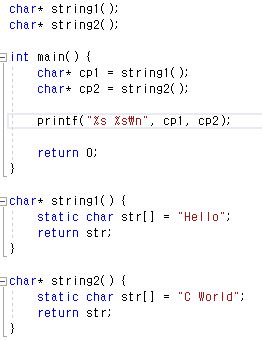 char* string1();
char* string2();
int main() {
char* cp1 = string1();
char* cp2 = string2();
printf("%s %s₩n", cp1, cp2);
return 0;
}
char* string1() {
static char str[] = "Hello";
return str;
}
char* string2() {
static char str[] = "C World";
return str;
}